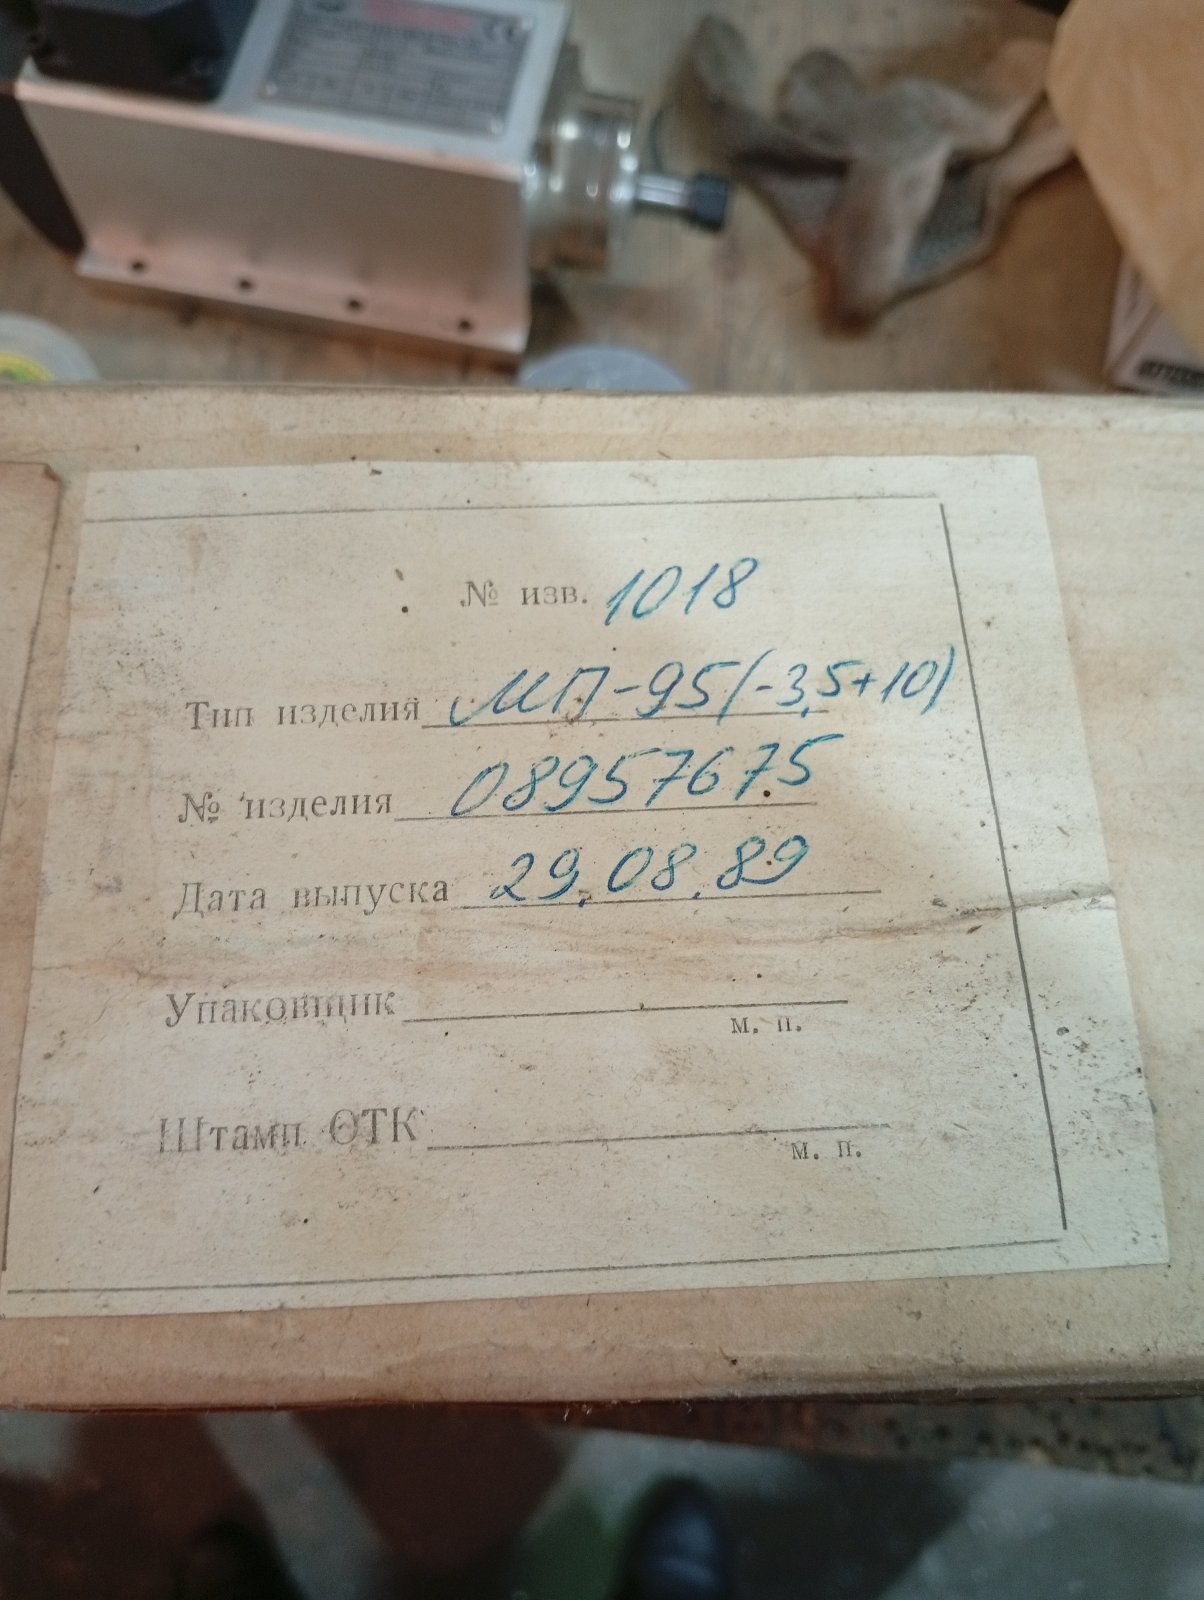 № изв. 1018
Тип изделия МП-95(-3,5+10)
№ изделия 08957675
Дата выпуска 29.08.89
Упаковщик
м. п.
Штамп ОТК
м. п.